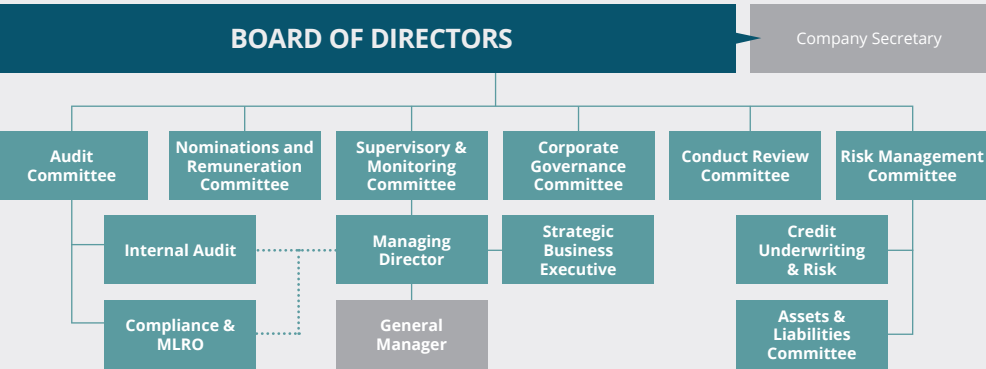 BOARD OF DIRECTORS
Company Secretary
Audit
Committee
Nominations and
Remuneration
Committee
Supervisory &
Monitoring
Committee
Corporate
Governance
Committee
Conduct Review
Committee
Risk Management
Committee
Internal Audit
Managing
Director
Strategic
Business
Executive
Credit
Underwriting
& Risk
Compliance &
MLRO
General
Manager
Assets &
Liabilities
Committee